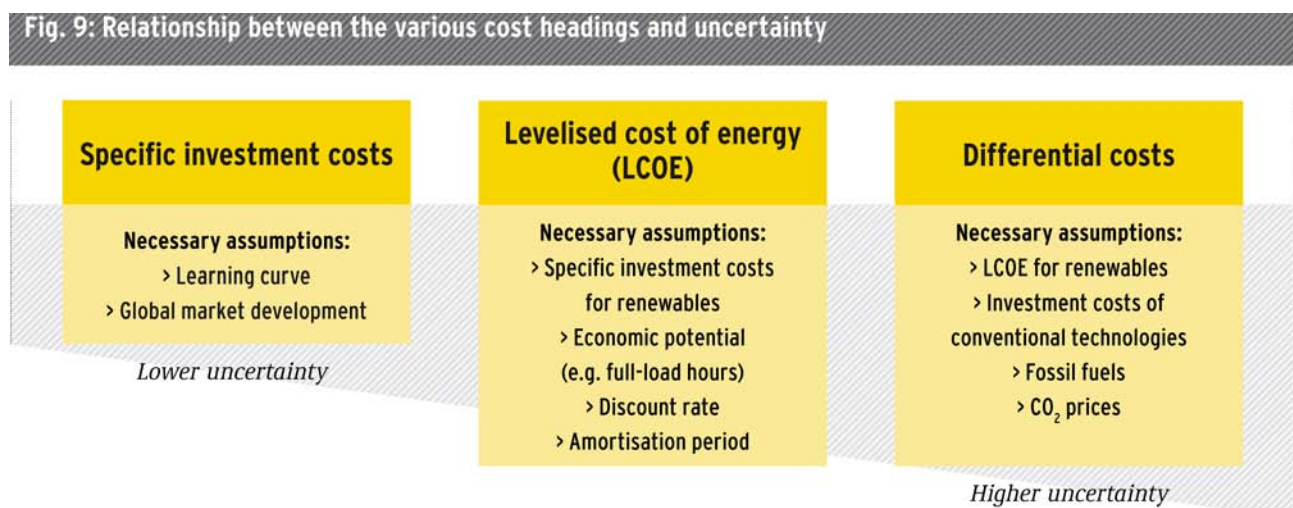 Fig. 9: Relationship between the various cost headings and uncertainty
Specific investment costs
Necessary assumptions:
> Learning curve
> Global market development
Lower uncertainty
Levelised cost of energy
(LCOE)
Necessary assumptions:
> Specific investment costs
for renewables
> Economic potential
(e.g. full-load hours)
> Discount rate
> Amortisation period
Differential costs
Necessary assumptions:
> LCOE for renewables
> Investment costs of
conventional technologies
> Fossil fuels
> CO₂ prices
Higher uncertainty